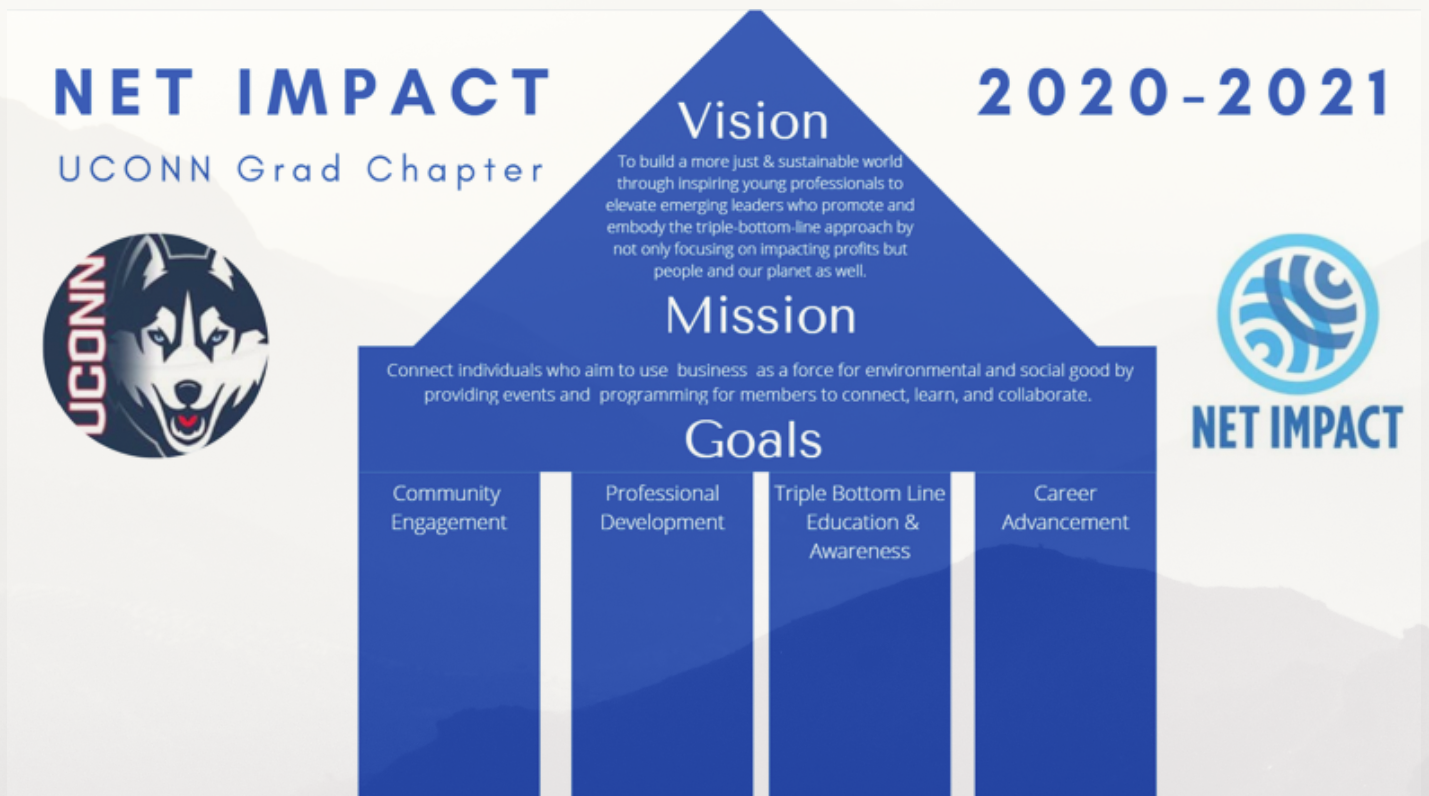 NET IMPACT
UCONN Grad Chapter
2020-2021
UCONN
NET IMPACT
Vision
To build a more just & sustainable world
through inspiring young professionals to
elevate emerging leaders who promote and
embody the triple-bottom-line approach by
not only focusing on impacting profits but
people and our planet as well.
Mission
Connect individuals who aim to use business as a force for environmental and social good by
providing events and programming for members to connect, learn, and collaborate.
Goals
Community
Engagement
Professional
Development
Triple Bottom Line
Education &
Awareness
Career
Advancement